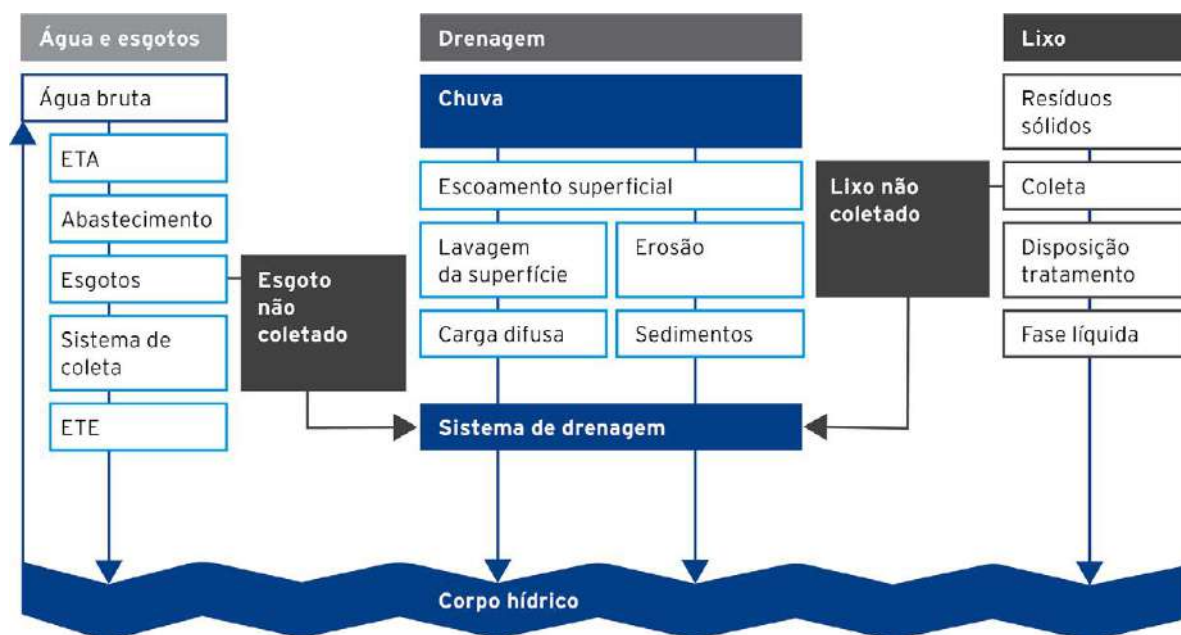 Água e esgotos
Água bruta
ETA
Abastecimento
Esgotos
Sistema de
coleta
ETE
Esgoto
não
coletado
Drenagem
Chuva
Escoamento superficial
Lavagem
da superfície
Erosão
Carga difusa
Sedimentos
Sistema de drenagem
Lixo não
coletado
Lixo
Resíduos
sólidos
Coleta
Disposição
tratamento
Fase líquida
Corpo hídrico